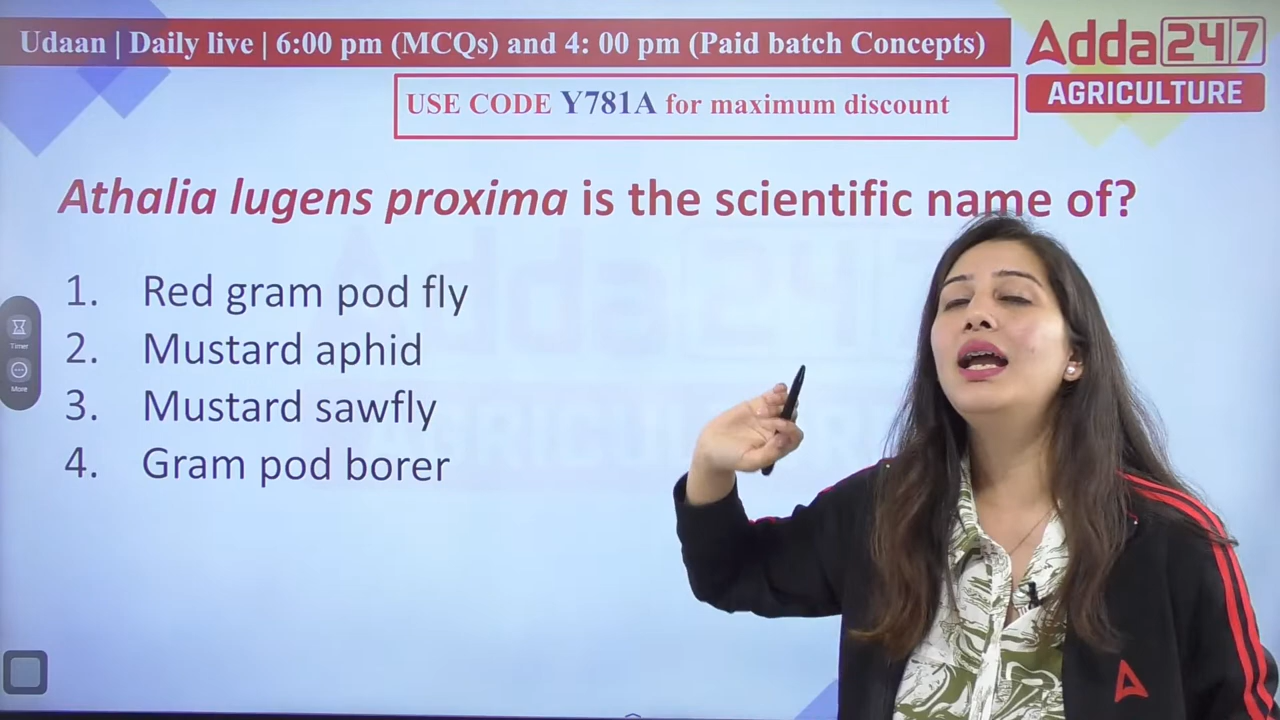 Udaan | Daily live | 6:00 pm (MCQs) and 4: 00 pm (Paid batch Concepts)
Adda247
AGRICULTURE
USE CODE Y781A for maximum discount
Athalia lugens proxima is the scientific name of?
1. Red gram pod fly
2. Mustard aphid
3. Mustard sawfly
4. Gram pod borer
Timer
More